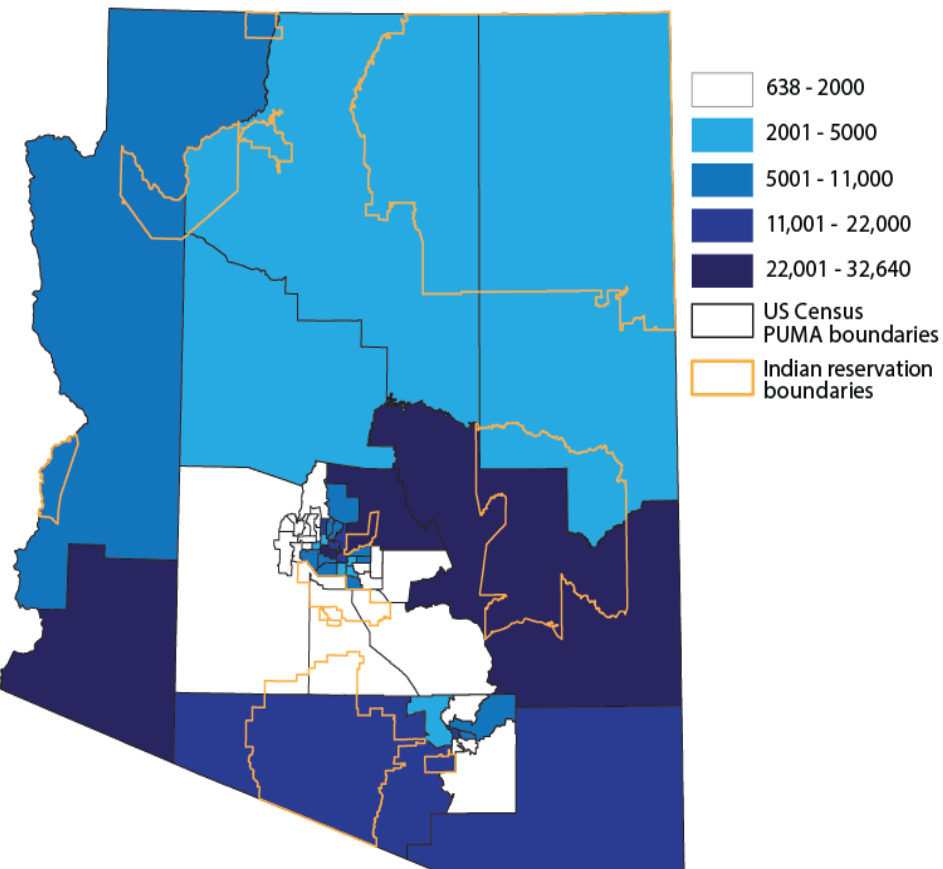 638 - 2000
2001 - 5000
5001 - 11,000
11,001 - 22,000
22,001 - 32,640
US Census
PUMA boundaries
Indian reservation
boundaries